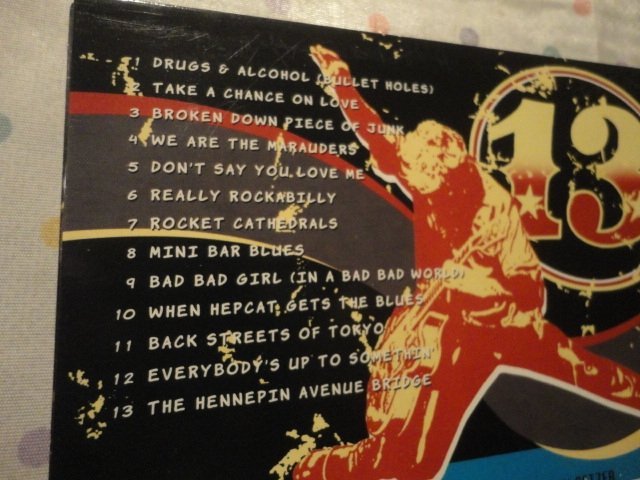 1 DRUGS & ALCOHOL (BULLET HOLES)
2 TAKE A CHANCE ON LOVE
3 BROKEN DOWN PIECE OF JUNK
4 WE ARE THE MARAUDERS
5 DON'T SAY YOU LOVE ME
6 REALLY ROCKABILLY
7 ROCKET CATHEDRALS
8 MINI BAR BLUES
9 BAD BAD GIRL (IN A BAD BAD WORLD)
10 WHEN HEPCAT GETS THE BLUES
11 BACK STREETS OF TOKYO
12 EVERYBODY'S UP TO SOMETHIN'
13 THE HENNEPIN AVENUE BRIDGE
13